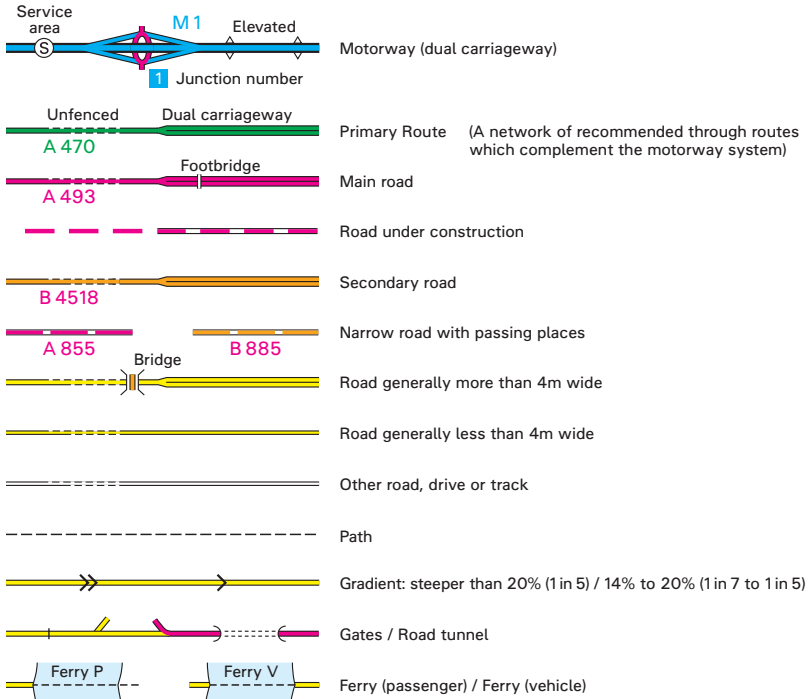 Service
area
M 1
Elevated
S
Motorway (dual carriageway)
1 Junction number
Unfenced
Dual carriageway
Primary Route (A network of recommended through routes
which complement the motorway system)
A 470
Footbridge
Main road
A 493
Road under construction
Secondary road
B 4518
Narrow road with passing places
A 855
B 885
Bridge
Road generally more than 4m wide
Road generally less than 4m wide
Other road, drive or track
Path
Gradient: steeper than 20% (1 in 5) / 14% to 20% (1 in 7 to 1 in 5)
Gates / Road tunnel
Ferry P
Ferry V
Ferry (passenger) / Ferry (vehicle)